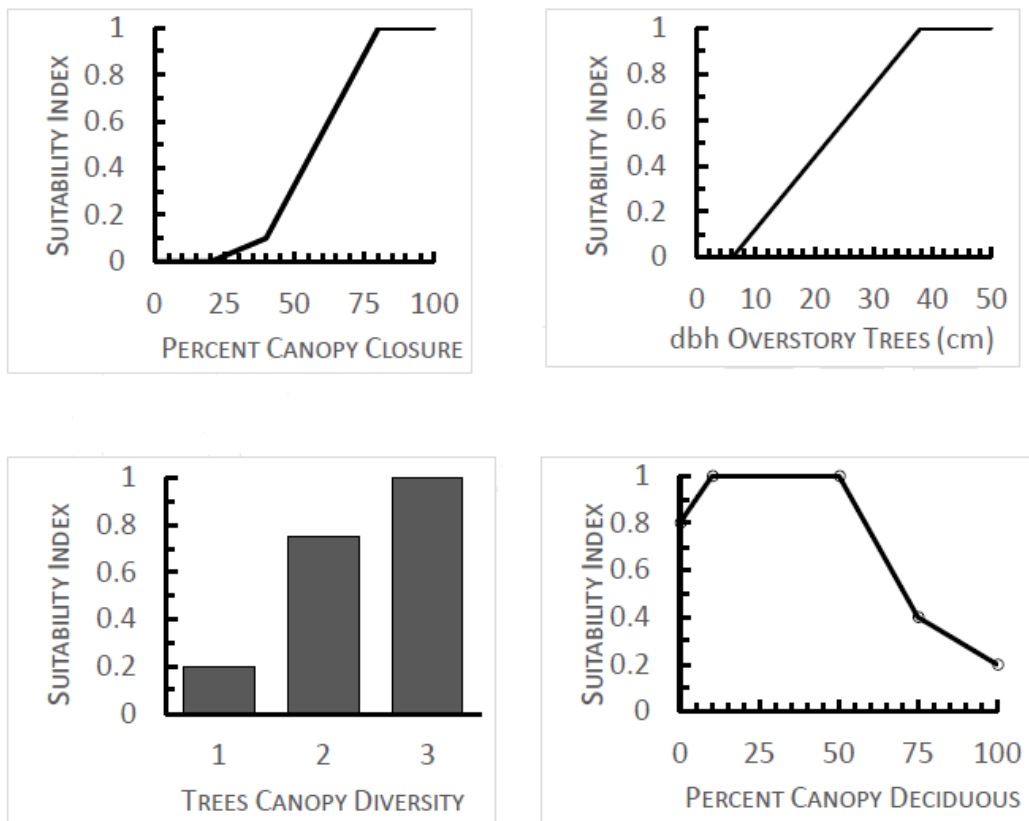 SUITABILITY INDEX
1
0.8
0.6
0.4
0.2
0
0 25 50 75 100
PERCENT CANOPY CLOSURE
SUITABILITY INDEX
1
0.8
0.6
0.4
0.2
0
0 10 20 30 40 50
dbh OVERSTORY TREES (cm)
SUITABILITY INDEX
1
0.8
0.6
0.4
0.2
0
1 2 3
TREES CANOPY DIVERSITY
SUITABILITY INDEX
1
0.8
0.6
0.4
0.2
0
0 25 50 75 100
PERCENT CANOPY DECIDUOUS